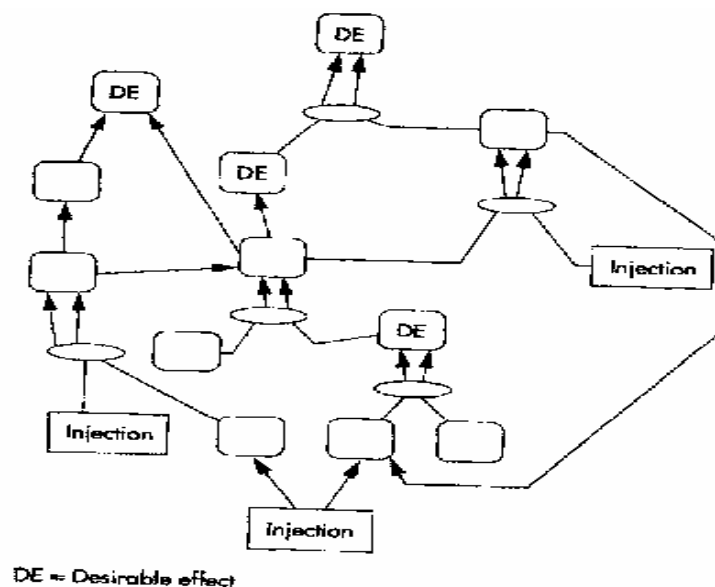 DE
DE
DE
Injection
DE
Injection
Injection
DE = Desirable effect